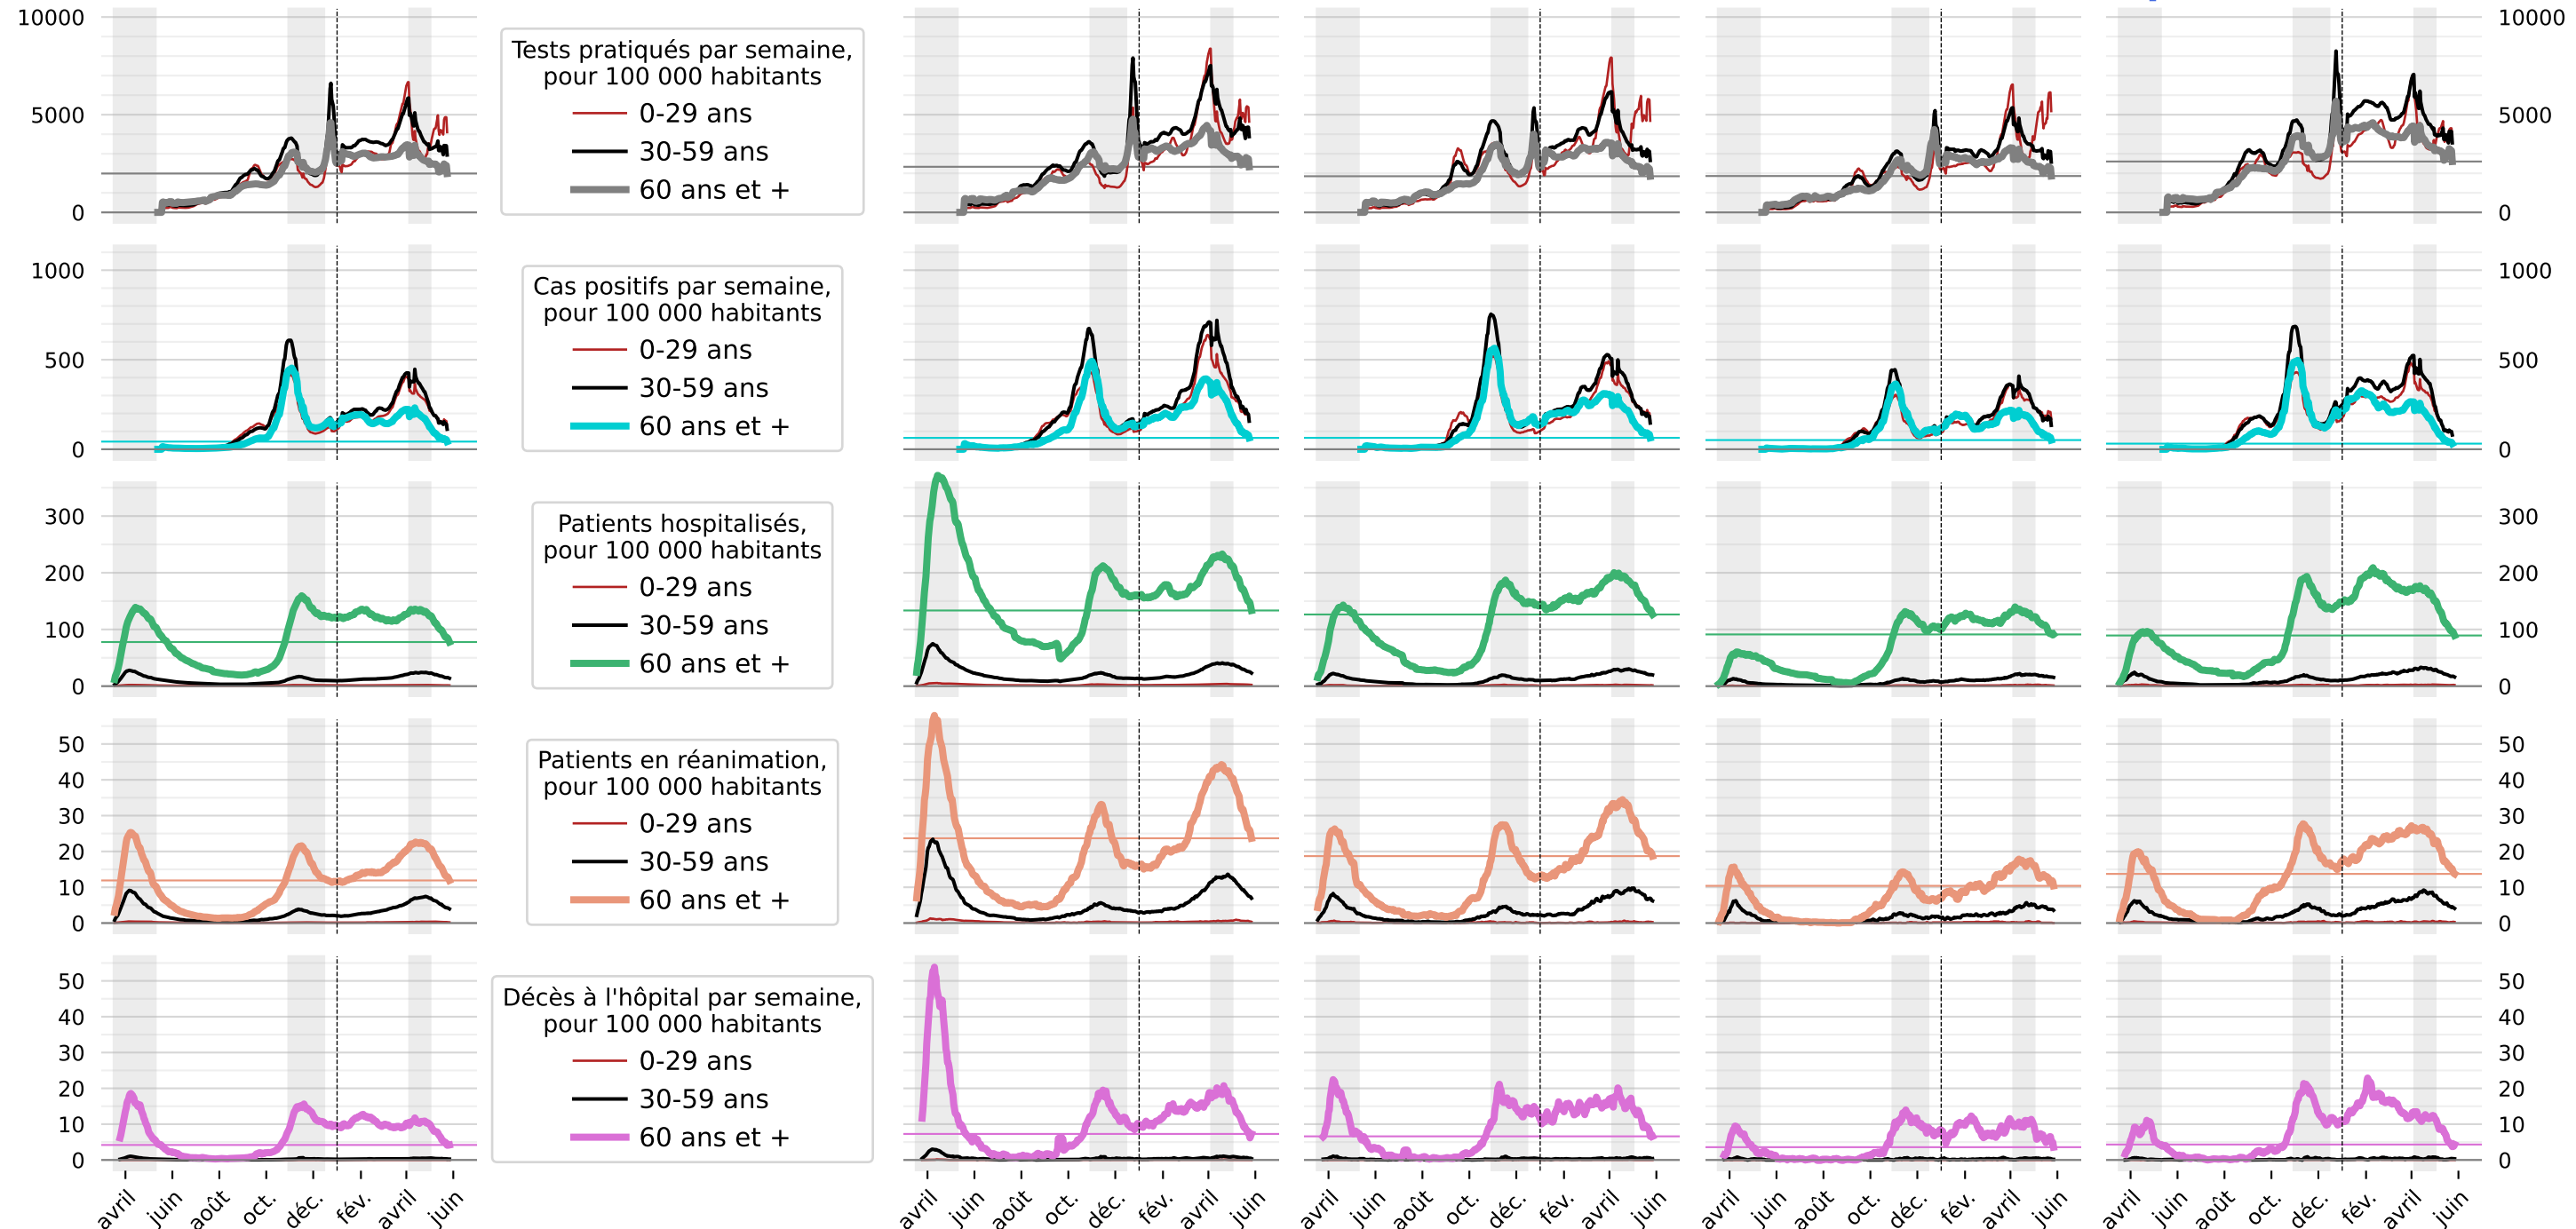 10000
5000
0
Tests pratiqués par semaine,
pour 100 000 habitants
0-29 ans
30-59 ans
60 ans et +
10000
5000
0
1000
500
0
Cas positifs par semaine,
pour 100 000 habitants
0-29 ans
30-59 ans
60 ans et +
1000
500
0
300
200
100
0
Patients hospitalisés,
pour 100 000 habitants
0-29 ans
30-59 ans
60 ans et +
300
200
100
0
50
40
30
20
10
0
Patients en réanimation,
pour 100 000 habitants
0-29 ans
30-59 ans
60 ans et +
50
40
30
20
10
0
50
40
30
20
10
0
Décès à l'hôpital par semaine,
pour 100 000 habitants
0-29 ans
30-59 ans
60 ans et +
50
40
30
20
10
0
avril juin août oct. déc. fév. avril juin
avril juin août oct. déc. fév. avril juin
avril juin août oct. déc. fév. avril juin
avril juin août oct. déc. fév. avril juin
avril juin août oct. déc. fév. avril juin